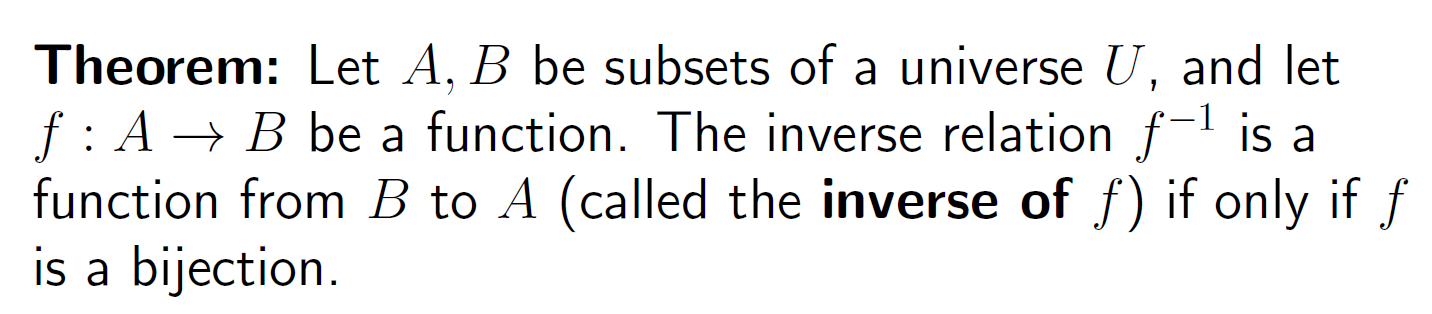 Theorem: Let A, B be subsets of a universe U, and let
f : A → B be a function. The inverse relation f⁻¹ is a
function from B to A (called the inverse of f) if only if f
is a bijection.